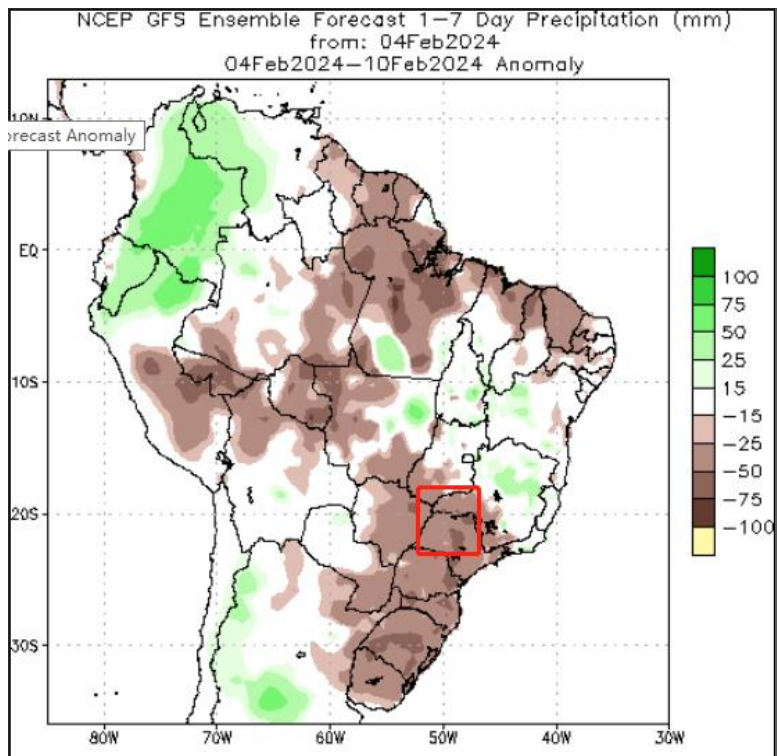 NCEP GFS Ensemble Forecast 1–7 Day Precipitation (mm)
from: 04Feb2024
04Feb2024–10Feb2024 Anomaly
orecast Anomaly
EQ
10S
20S
30S
80W
70W
60W
50W
40W
30W
100
75
50
25
15
-15
-25
-50
-75
-100